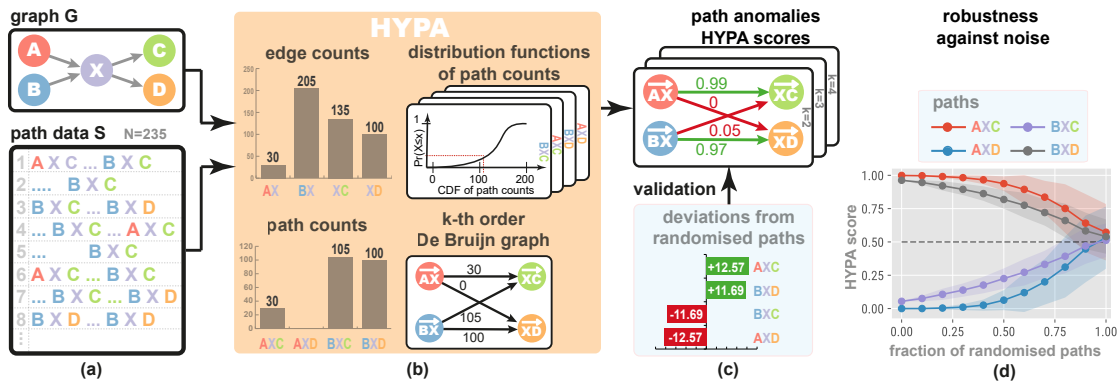 graph G
A
C
X
B
D
path data S N=235
1 A X C ... B X C
2 .... B X C
3 B X C ... B X D
4 ... B X C ... A X C
5 B X C
6 A X C ... B X C
7 ... B X C ... B X D
8 B X D ... B X D
⋮
(a)
HYPA
edge counts
30
205
135
100
AX BX XC XD
distribution functions
of path counts
1
Pr(X≤x)
0
0 100 200
CDF of path counts
BXC
AXC
BXD
AXD
path counts
30
105
100
AXC AXD BXC BXD
k-th order
De Bruijn graph
AX
XC
30
0
BX
XD
105
100
(b)
path anomalies
HYPA scores
AX
XC
0.99
0
BX
XD
0.05
0.97
k=2
k=3
k=4
validation
deviations from
randomised paths
+12.57 AXC
+11.69 BXD
-11.69 BXC
-12.57 AXD
(c)
robustness
against noise
paths
AXC BXC
AXD BXD
1.00
0.75
0.50
0.25
0.00
HYPA score
0.00 0.25 0.50 0.75 1.00
fraction of randomised paths
(d)